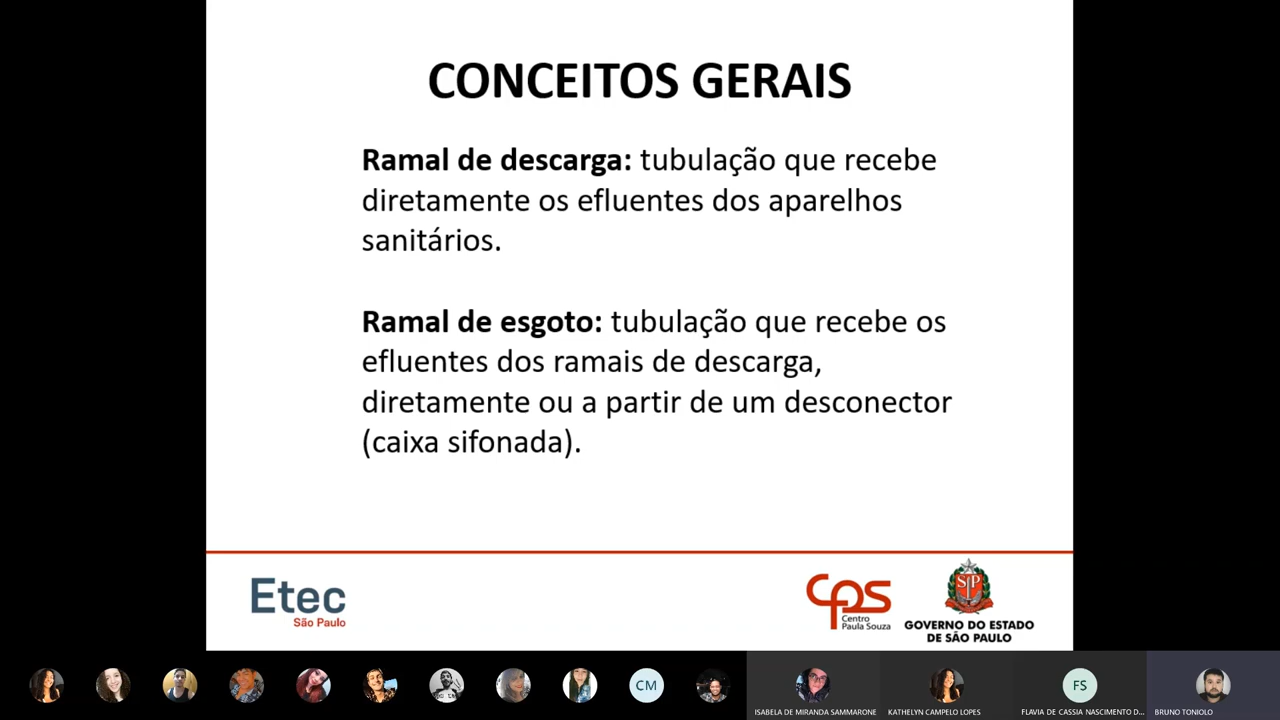 CONCEITOS GERAIS
Ramal de descarga: tubulação que recebe
diretamente os efluentes dos aparelhos
sanitários.
Ramal de esgoto: tubulação que recebe os
efluentes dos ramais de descarga,
diretamente ou a partir de um desconector
(caixa sifonada).
Etec
São Paulo
CPS
Centro
Paula Souza
SP
GOVERNO DO ESTADO
DE SÃO PAULO
CM
FS
ISABELA DE MIRANDA SAMMARONE
KATHELYN CAMPELO LOPES
FLAVIA DE CASSIA NASCIMENTO D...
BRUNO TONIOLO